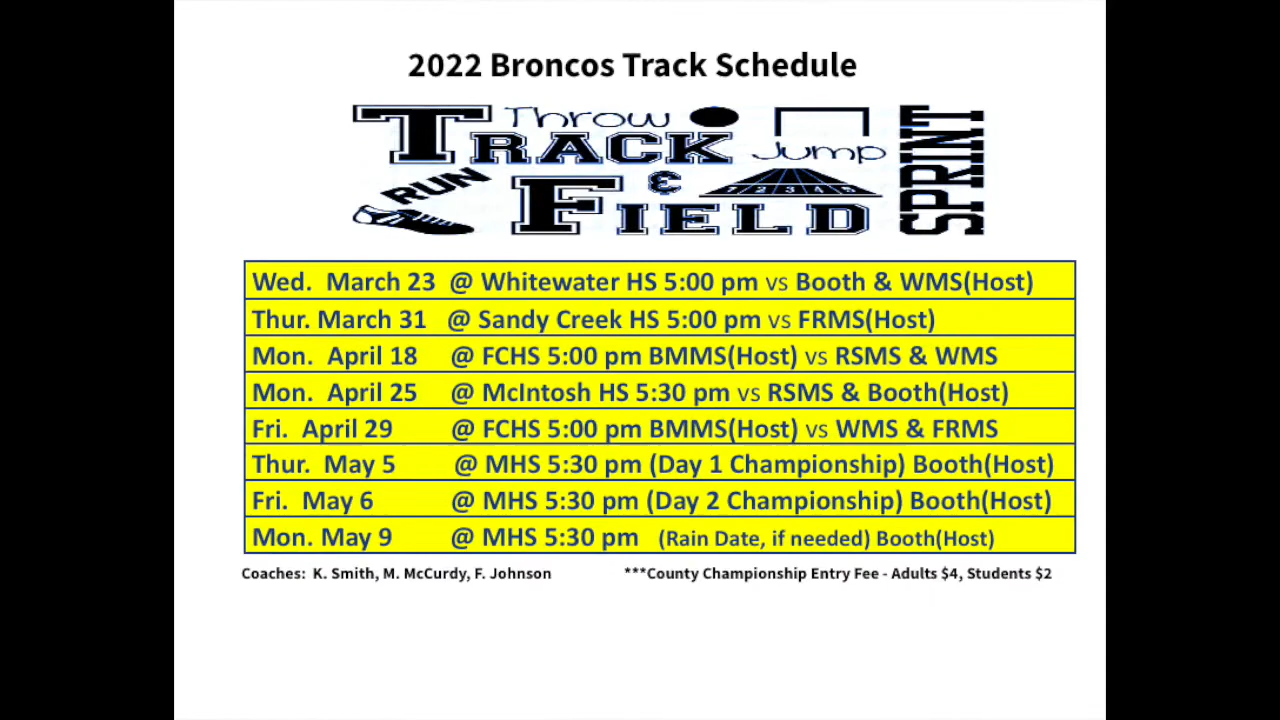 2022 Broncos Track Schedule
Throw
TRACK
Jump
SPRINT
RUN
&
FIELD
1 2 3 4 5
Wed. March 23 @ Whitewater HS 5:00 pm vs Booth & WMS(Host)
Thur. March 31 @ Sandy Creek HS 5:00 pm vs FRMS(Host)
Mon. April 18 @ FCHS 5:00 pm BMMS(Host) vs RSMS & WMS
Mon. April 25 @ McIntosh HS 5:30 pm vs RSMS & Booth(Host)
Fri. April 29 @ FCHS 5:00 pm BMMS(Host) vs WMS & FRMS
Thur. May 5 @ MHS 5:30 pm (Day 1 Championship) Booth(Host)
Fri. May 6 @ MHS 5:30 pm (Day 2 Championship) Booth(Host)
Mon. May 9 @ MHS 5:30 pm (Rain Date, if needed) Booth(Host)
Coaches: K. Smith, M. McCurdy, F. Johnson ***County Championship Entry Fee - Adults $4, Students $2